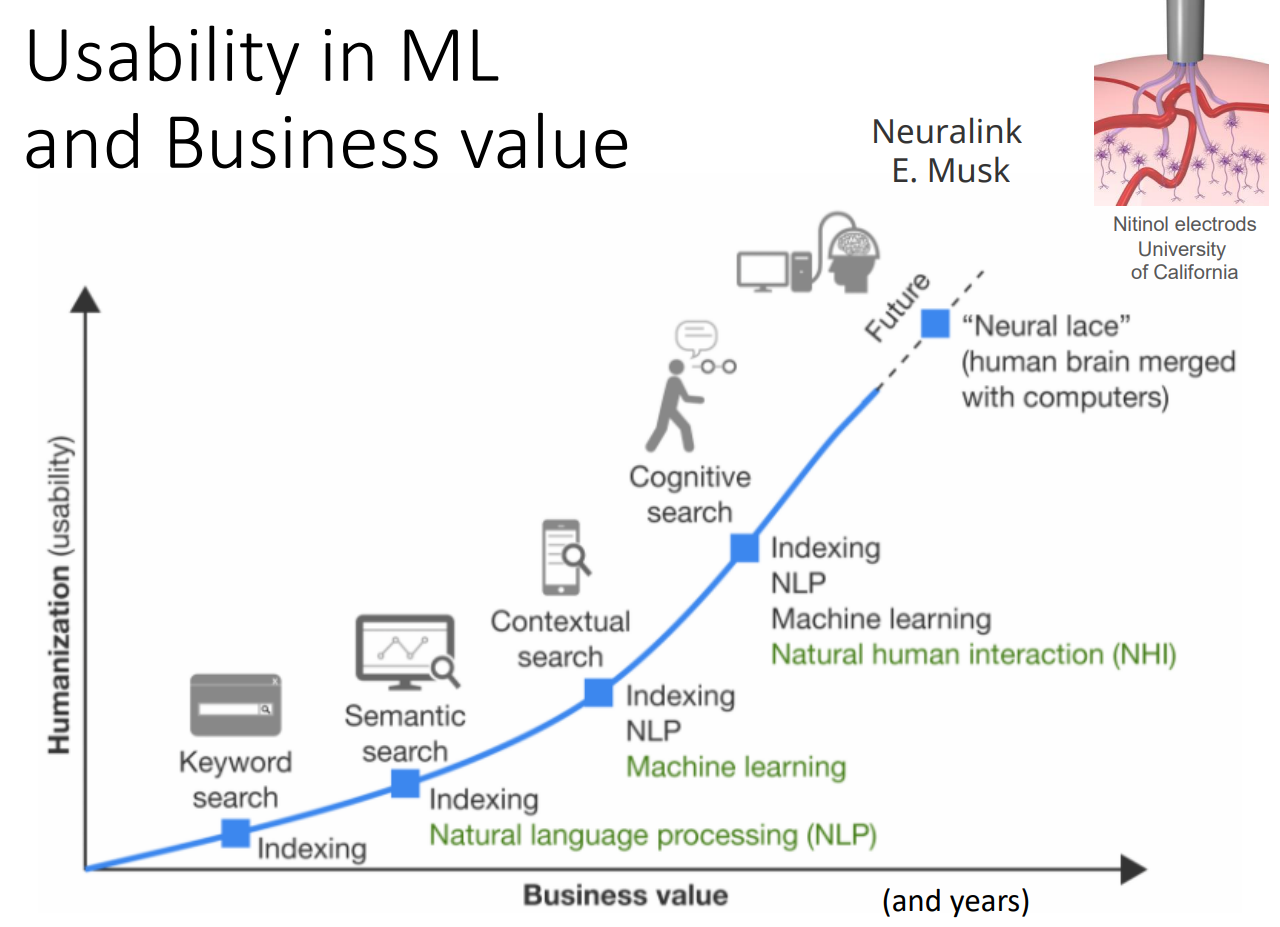 Usability in ML
and Business value
Neuralink
E. Musk
Nitinol electrods
University
of California
Future
“Neural lace”
(human brain merged
with computers)
Cognitive
search
Indexing
NLP
Machine learning
Natural human interaction (NHI)
Contextual
search
Indexing
NLP
Machine learning
Semantic
search
Indexing
Natural language processing (NLP)
Keyword
search
Indexing
Humanization (usability)
Business value
(and years)